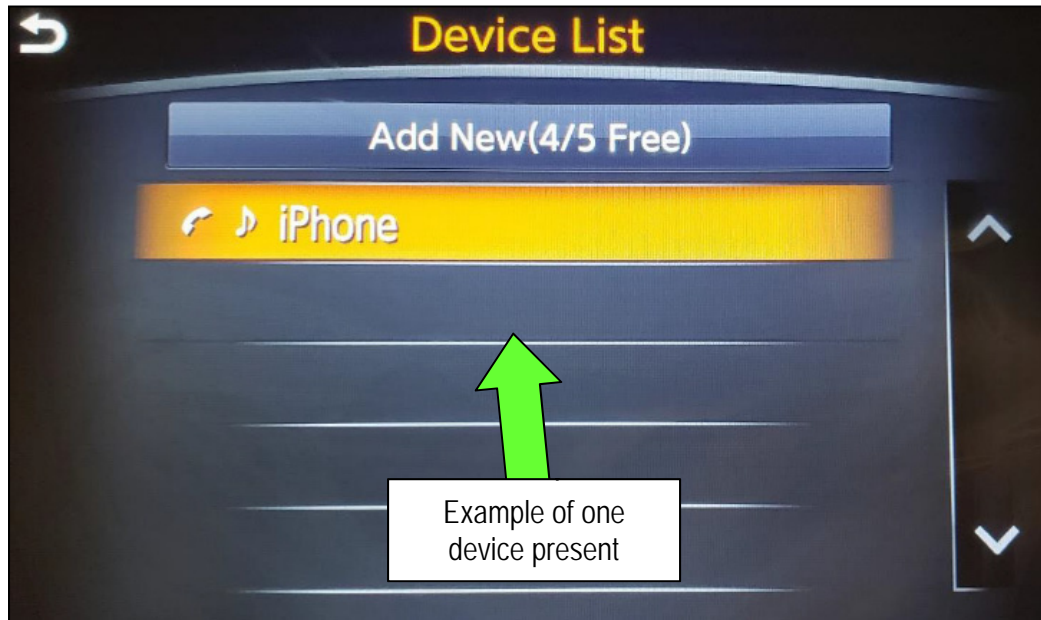 Device List
Add New(4/5 Free)
iPhone
Example of one
device present